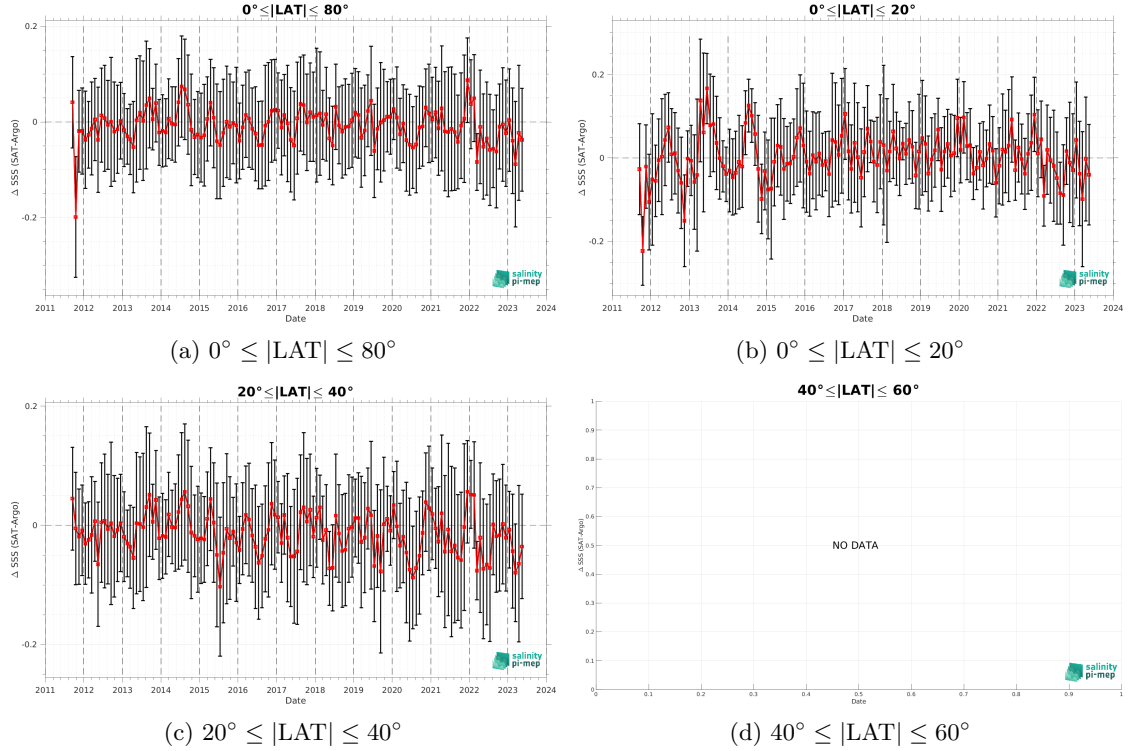 0°≤|LAT|≤ 80°
0.2
0
-0.2
Δ SSS (SAT-Argo)
salinity
pi-mep
2011 2012 2013 2014 2015 2016 2017 2018 2019 2020 2021 2022 2023 2024
Date
(a) 0° ≤ |LAT| ≤ 80°
0°≤|LAT|≤ 20°
0.2
0
-0.2
Δ SSS (SAT-Argo)
salinity
pi-mep
2011 2012 2013 2014 2015 2016 2017 2018 2019 2020 2021 2022 2023 2024
Date
(b) 0° ≤ |LAT| ≤ 20°
20°≤|LAT|≤ 40°
0.2
0
-0.2
Δ SSS (SAT-Argo)
salinity
pi-mep
2011 2012 2013 2014 2015 2016 2017 2018 2019 2020 2021 2022 2023 2024
Date
(c) 20° ≤ |LAT| ≤ 40°
40°≤|LAT|≤ 60°
1
0.9
0.8
0.7
0.6
0.5
0.4
0.3
0.2
0.1
0
Δ SSS (SAT-Argo)
NO DATA
salinity
pi-mep
0 0.1 0.2 0.3 0.4 0.5 0.6 0.7 0.8 0.9 1
Date
(d) 40° ≤ |LAT| ≤ 60°